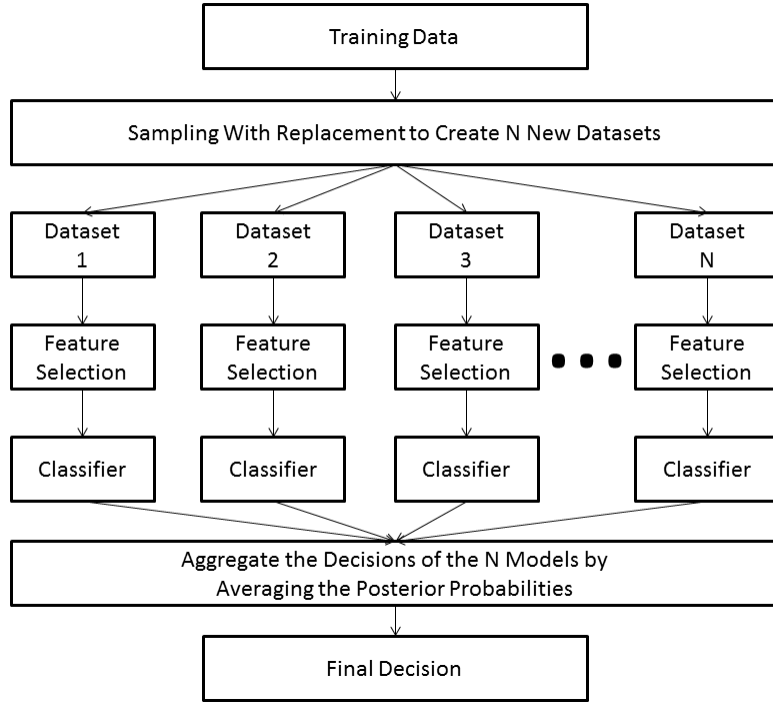 Training Data
Sampling With Replacement to Create N New Datasets
Dataset
1
Dataset
2
Dataset
3
Dataset
N
Feature
Selection
Feature
Selection
Feature
Selection
Feature
Selection
Classifier
Classifier
Classifier
Classifier
Aggregate the Decisions of the N Models by
Averaging the Posterior Probabilities
Final Decision